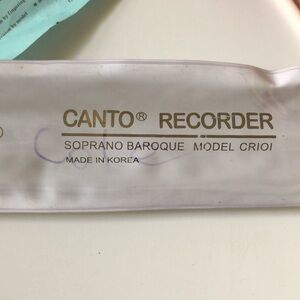 CANTO® RECORDER
SOPRANO BAROQUE MODEL CR101
MADE IN KOREA